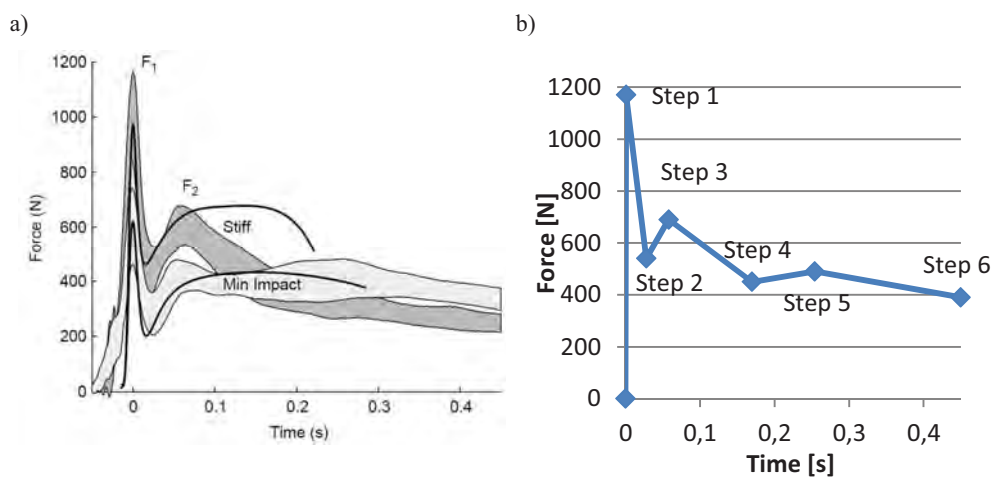 a)
F1
1200
1000
800
600
400
200
0
Force (N)
F2
Stiff
Min Impact
0
0.1
0.2
0.3
0.4
Time (s)
b)
1200
1000
800
600
400
200
0
Force [N]
Step 1
Step 3
Step 2
Step 4
Step 5
Step 6
0
0,1
0,2
0,3
0,4
Time [s]